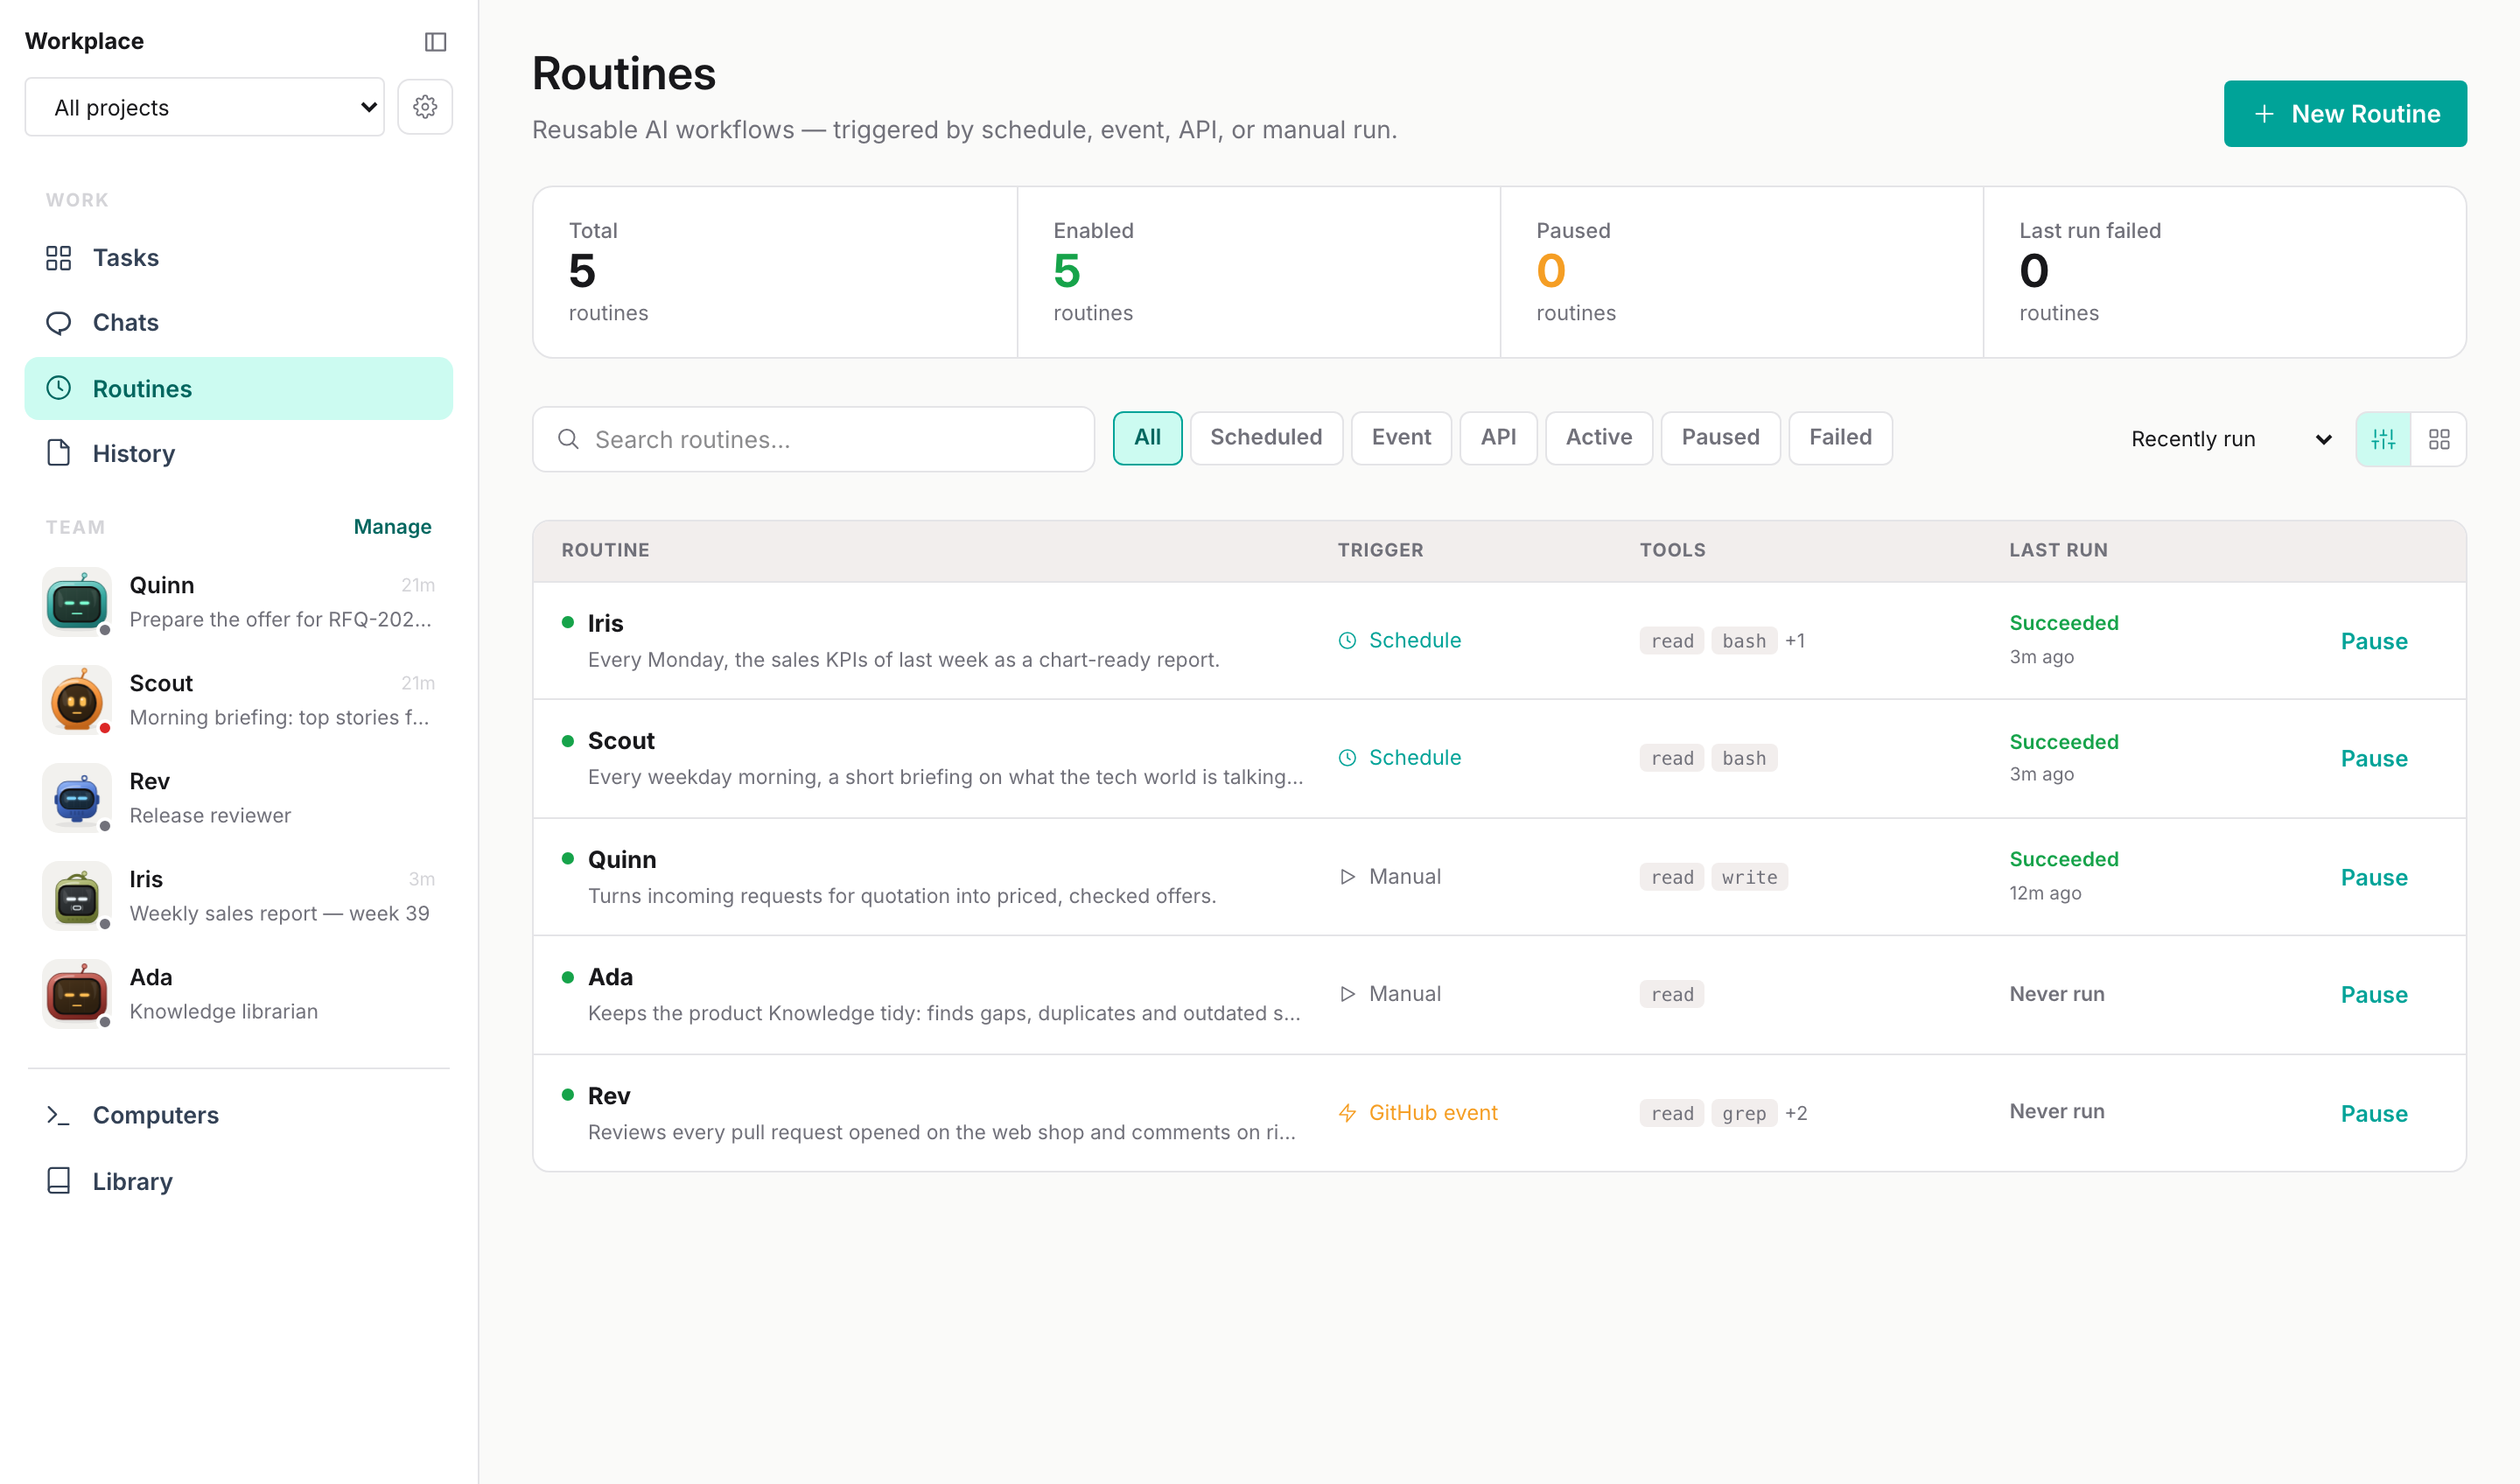 Workplace
All projects
WORK
Tasks
Chats
Routines
History
TEAM Manage
Quinn 21m
Prepare the offer for RFQ-202...
Scout 21m
Morning briefing: top stories f...
Rev
Release reviewer
Iris 3m
Weekly sales report — week 39
Ada
Knowledge librarian
Computers
Library
Routines
Reusable AI workflows — triggered by schedule, event, API, or manual run.
New Routine
Total Enabled Paused Last run failed
5 5 0 0
routines routines routines routines
Search routines... All Scheduled Event API Active Paused Failed Recently run
ROUTINE TRIGGER TOOLS LAST RUN
Iris
Every Monday, the sales KPIs of last week as a chart-ready report.
Schedule read bash +1
Succeeded
3m ago
Pause
Scout
Every weekday morning, a short briefing on what the tech world is talking...
Schedule read bash
Succeeded
3m ago
Pause
Quinn
Turns incoming requests for quotation into priced, checked offers.
Manual read write
Succeeded
12m ago
Pause
Ada
Keeps the product Knowledge tidy: finds gaps, duplicates and outdated s...
Manual read
Never run
Pause
Rev
Reviews every pull request opened on the web shop and comments on ri...
GitHub event read grep +2
Never run
Pause